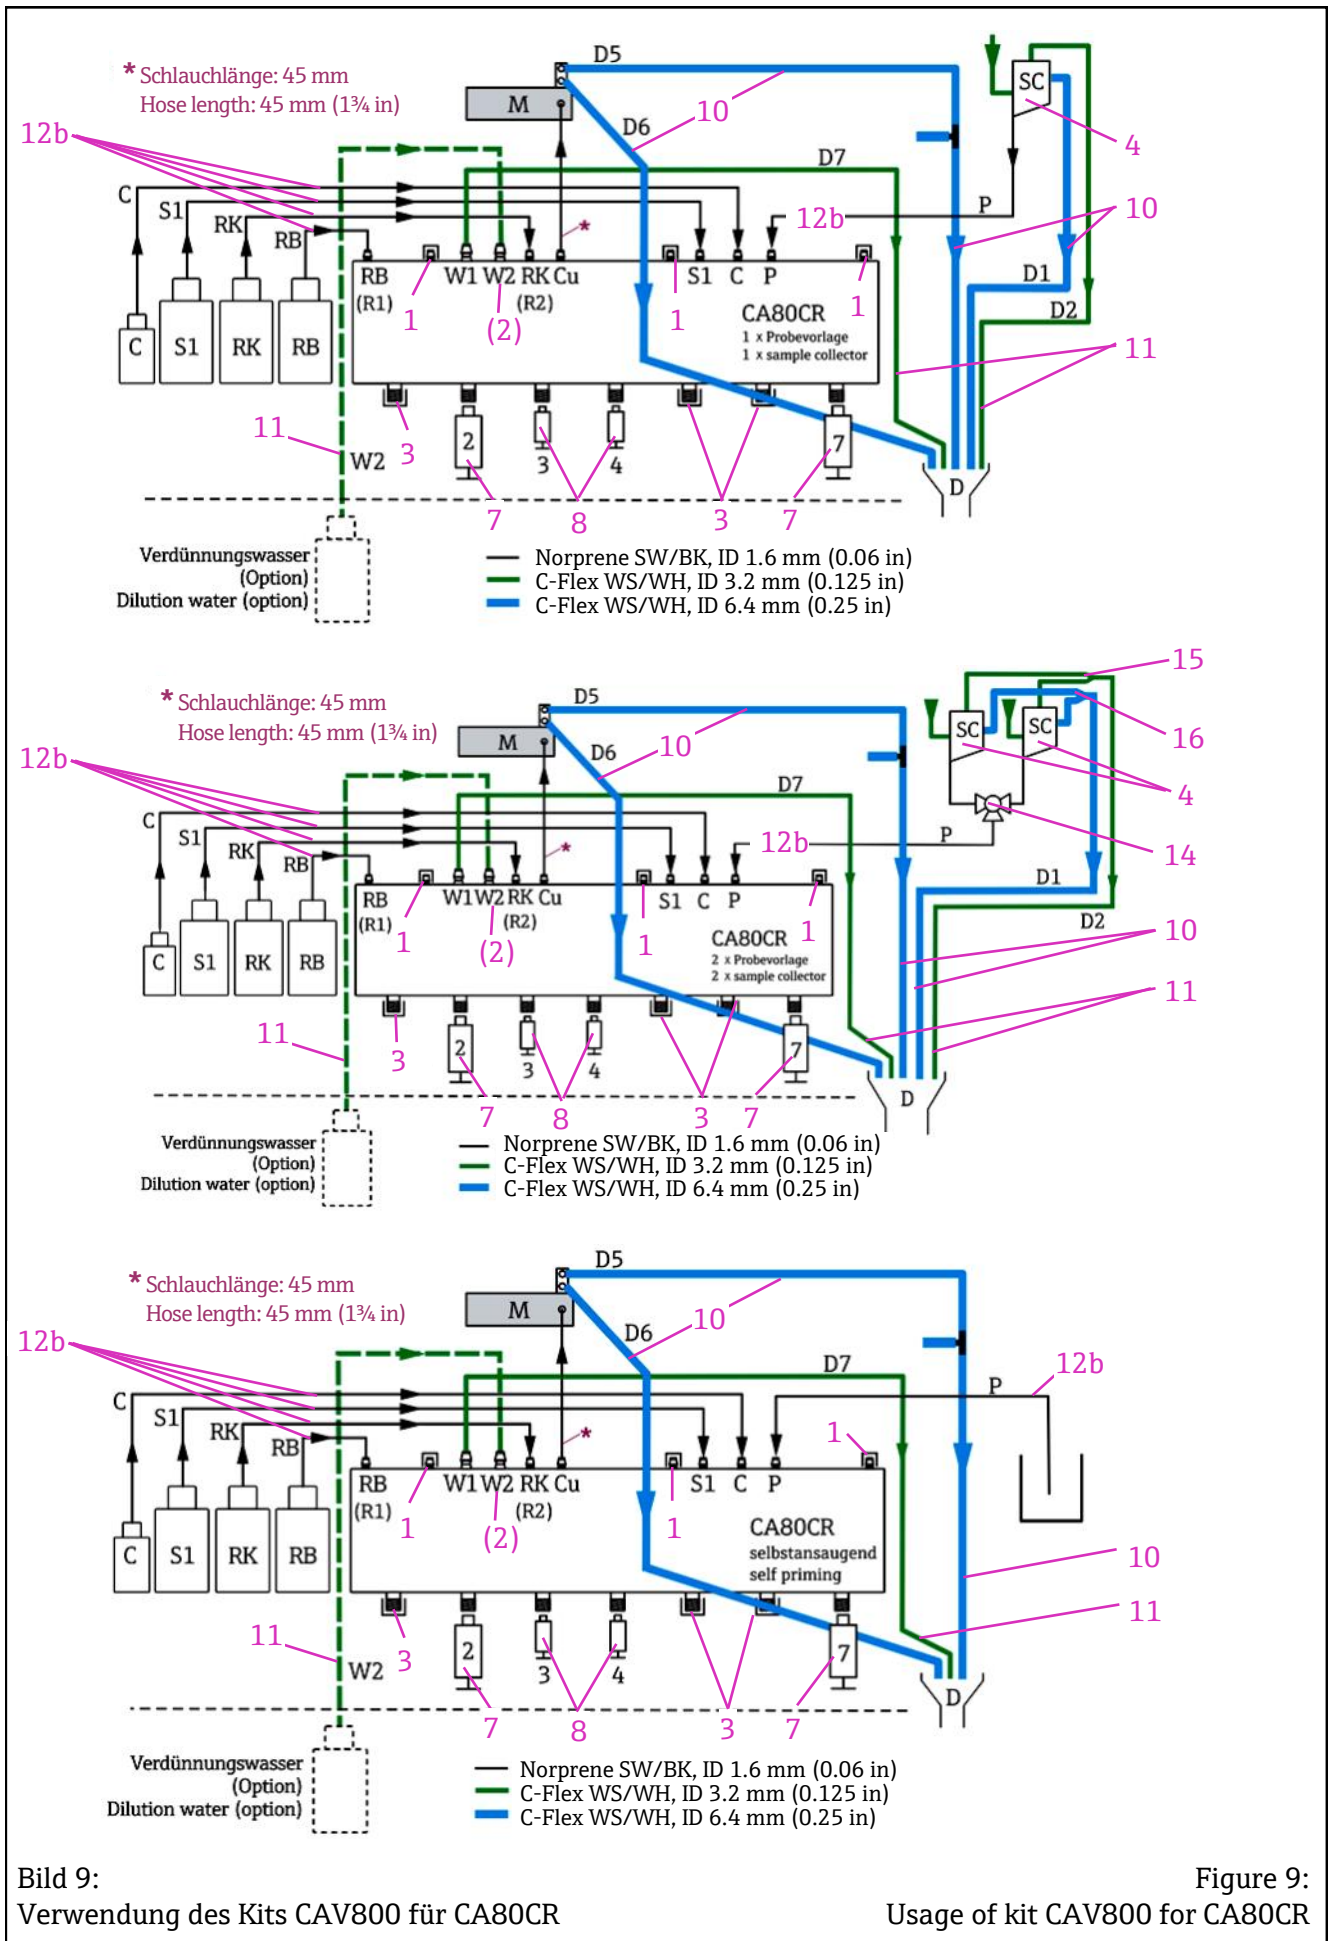 * Schlauchlänge: 45 mm
Hose length: 45 mm (1¾ in)
D5
SC
M
10
D6
4
12b
D7
C
S1
RK
RB
*
12b
P
10
RB
(R1)
1
W1 W2 RK Cu
(2)
(R2)
1
S1 C P
1
D1
D2
CA80CR
1 x Probevorlage
1 x sample collector
C
S1
RK
RB
11
11
W2
3
2
3
4
7
D
7
8
3
7
Verdünnungswasser
(Option)
Dilution water (option)
Norprene SW/BK, ID 1.6 mm (0.06 in)
C-Flex WS/WH, ID 3.2 mm (0.125 in)
C-Flex WS/WH, ID 6.4 mm (0.25 in)
15
* Schlauchlänge: 45 mm
Hose length: 45 mm (1¾ in)
D5
SC
SC
16
M
D6
10
12b
D7
4
C
S1
RK
RB
*
12b
P
14
RB
(R1)
1
W1 W2 RK Cu
(2)
(R2)
1
S1 C P
1
D1
D2
CA80CR
2 x Probevorlage
2 x sample collector
10
C
S1
RK
RB
11
11
3
2
3
4
7
7
8
3
7
D
Verdünnungswasser
(Option)
Dilution water (option)
Norprene SW/BK, ID 1.6 mm (0.06 in)
C-Flex WS/WH, ID 3.2 mm (0.125 in)
C-Flex WS/WH, ID 6.4 mm (0.25 in)
* Schlauchlänge: 45 mm
Hose length: 45 mm (1¾ in)
D5
M
D6
10
12b
D7
12b
P
C
S1
RK
RB
*
RB
(R1)
1
W1 W2 RK Cu
(2)
(R2)
1
S1 C P
1
CA80CR
selbstansaugend
self priming
C
S1
RK
RB
10
11
11
W2
3
2
3
4
7
D
7
8
3
7
Verdünnungswasser
(Option)
Dilution water (option)
Norprene SW/BK, ID 1.6 mm (0.06 in)
C-Flex WS/WH, ID 3.2 mm (0.125 in)
C-Flex WS/WH, ID 6.4 mm (0.25 in)
Bild 9:
Verwendung des Kits CAV800 für CA80CR
Figure 9:
Usage of kit CAV800 for CA80CR